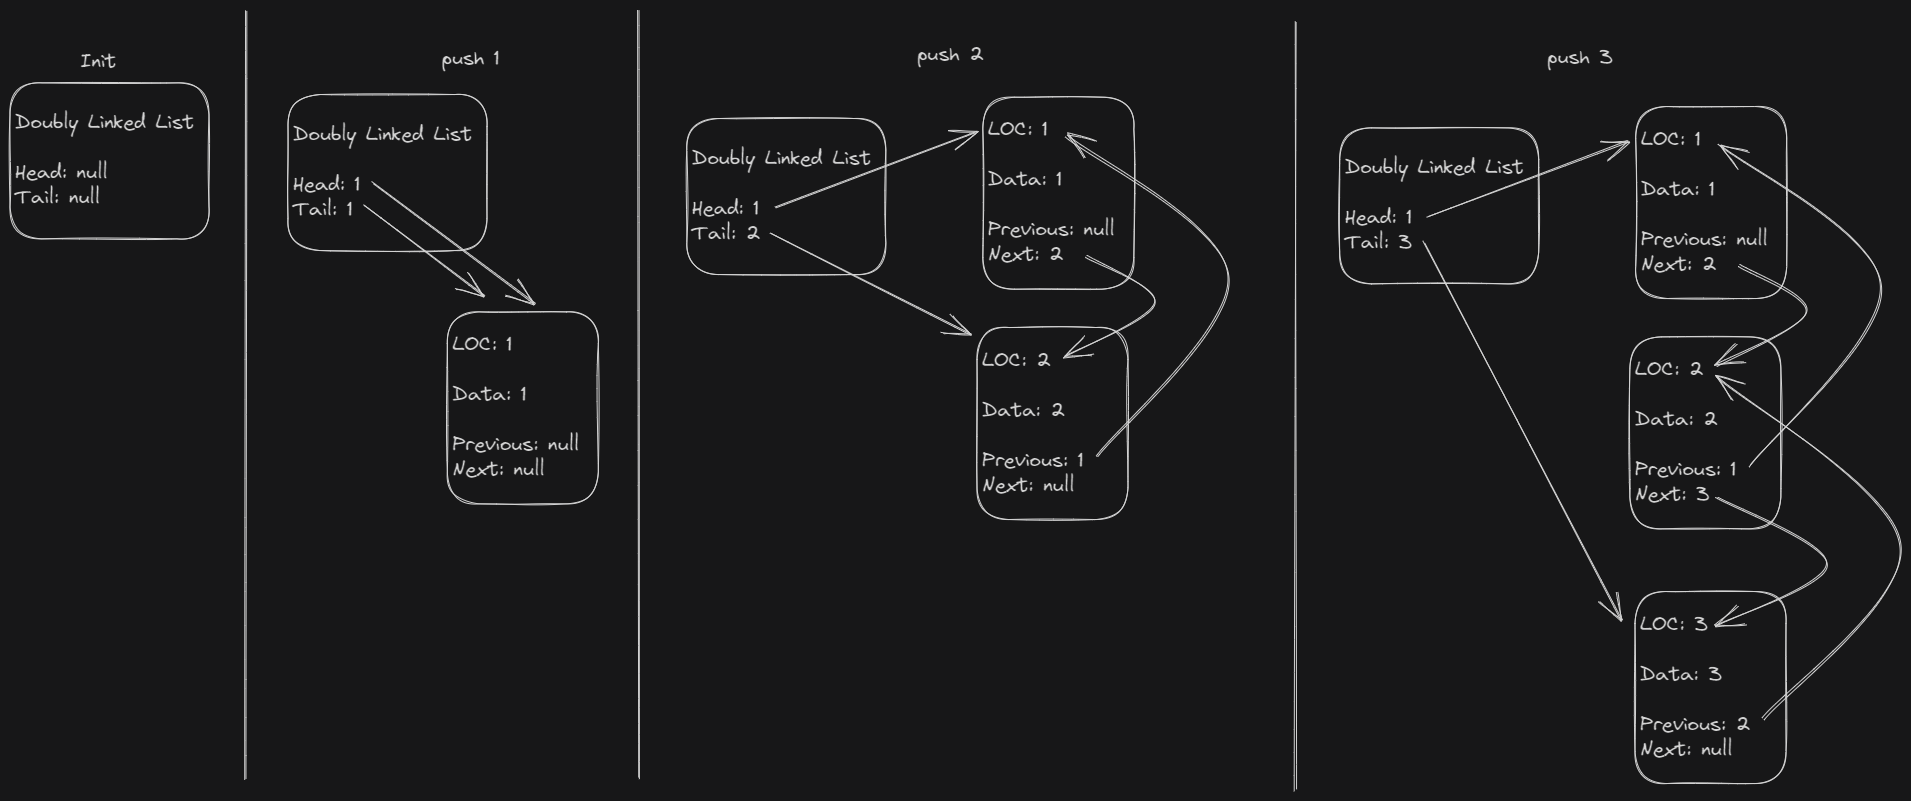 Init
Doubly Linked List
Head: null
Tail: null
push 1
Doubly Linked List
Head: 1
Tail: 1
LOC: 1
Data: 1
Previous: null
Next: null
push 2
Doubly Linked List
Head: 1
Tail: 2
LOC: 1
Data: 1
Previous: null
Next: 2
LOC: 2
Data: 2
Previous: 1
Next: null
push 3
Doubly Linked List
Head: 1
Tail: 3
LOC: 1
Data: 1
Previous: null
Next: 2
LOC: 2
Data: 2
Previous: 1
Next: 3
LOC: 3
Data: 3
Previous: 2
Next: null